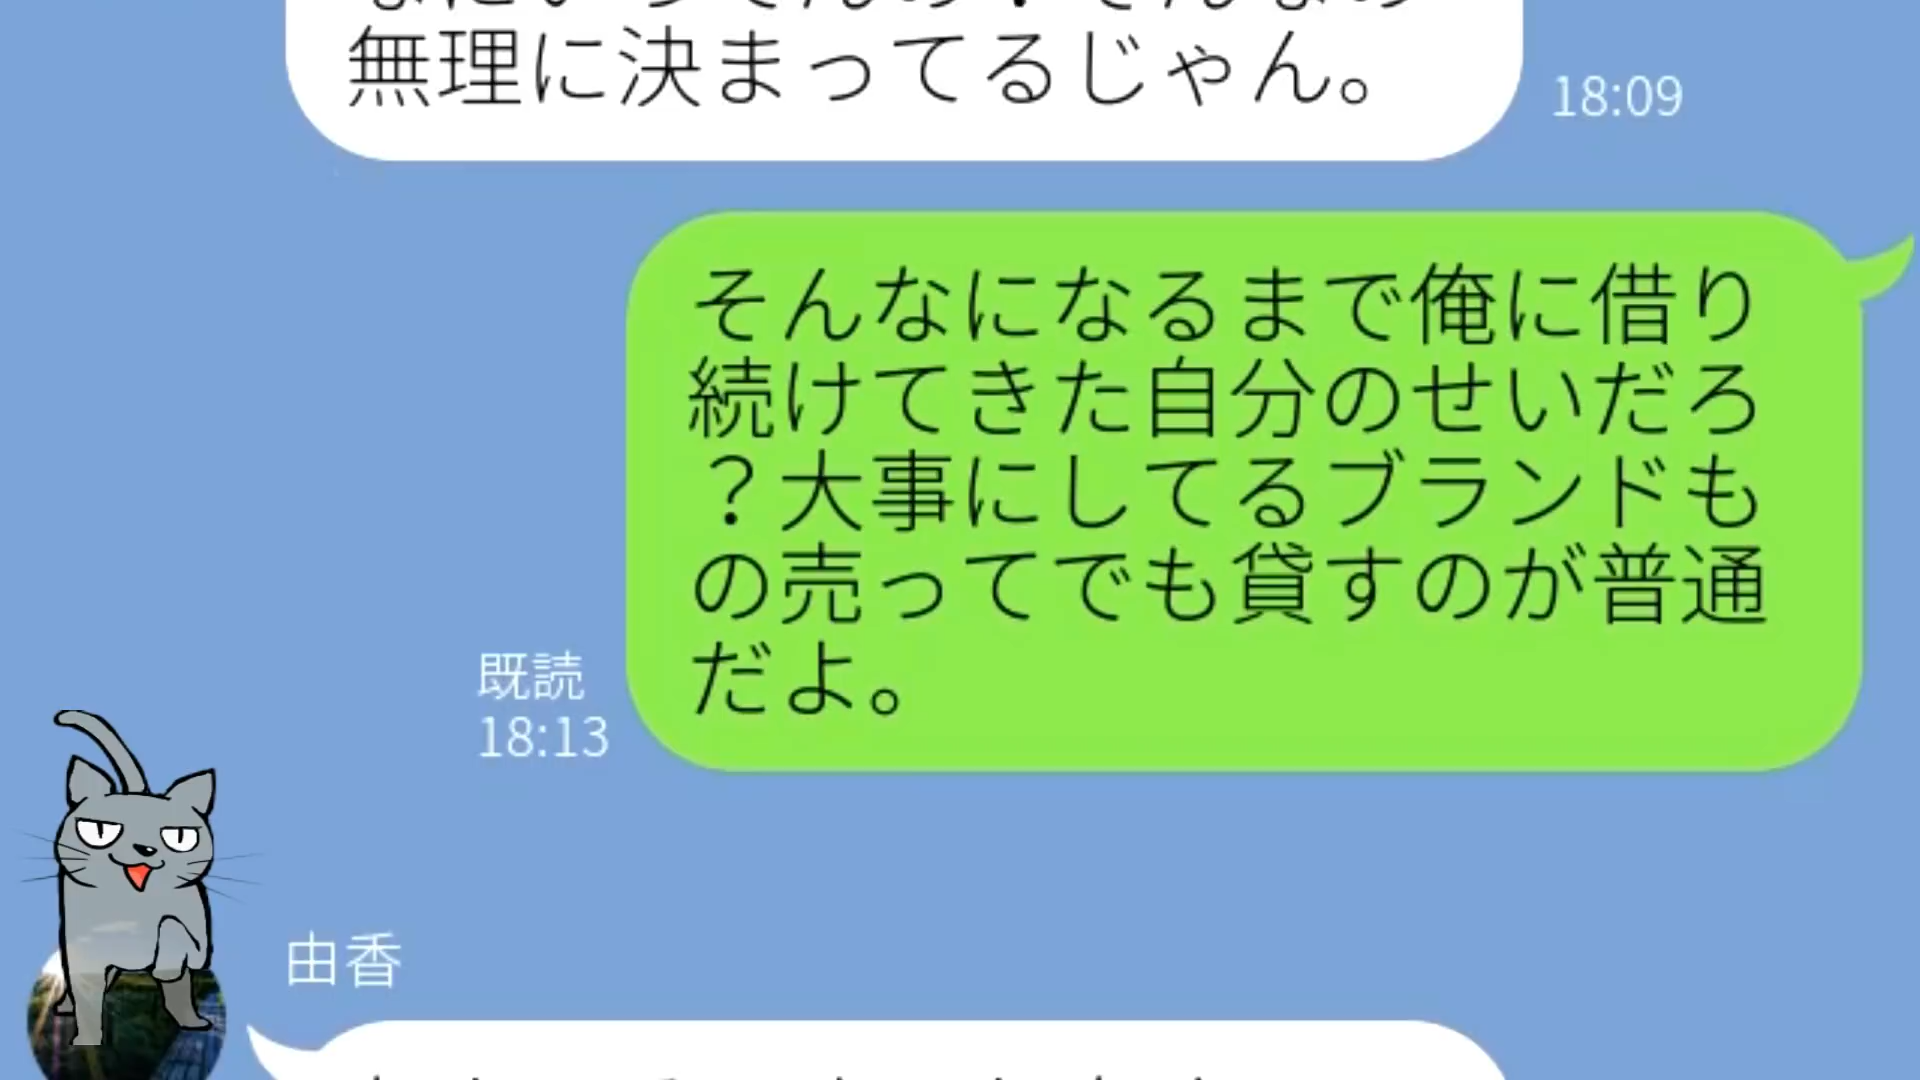 無理に決まってるじゃん。
18:09
そんなになるまで俺に借り
続けてきた自分のせいだろ
？大事にしてるブランドも
の売ってでも貸すのが普通
だよ。
既読
18:13
由香